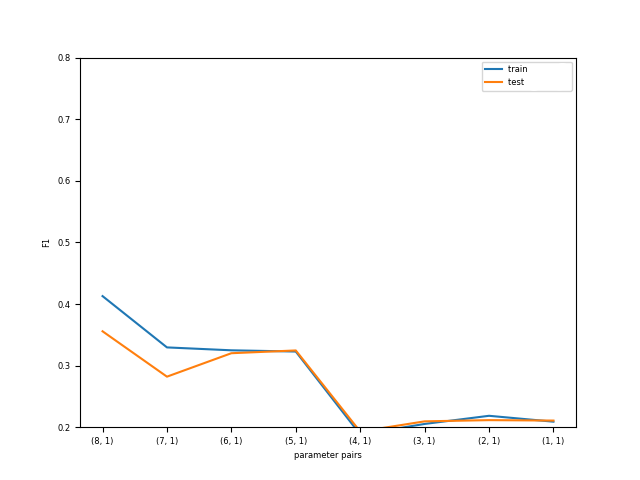 train
test
0.8
0.7
0.6
0.5
0.4
0.3
0.2
F1
(8, 1) (7, 1) (6, 1) (5, 1) (4, 1) (3, 1) (2, 1) (1, 1)
parameter pairs